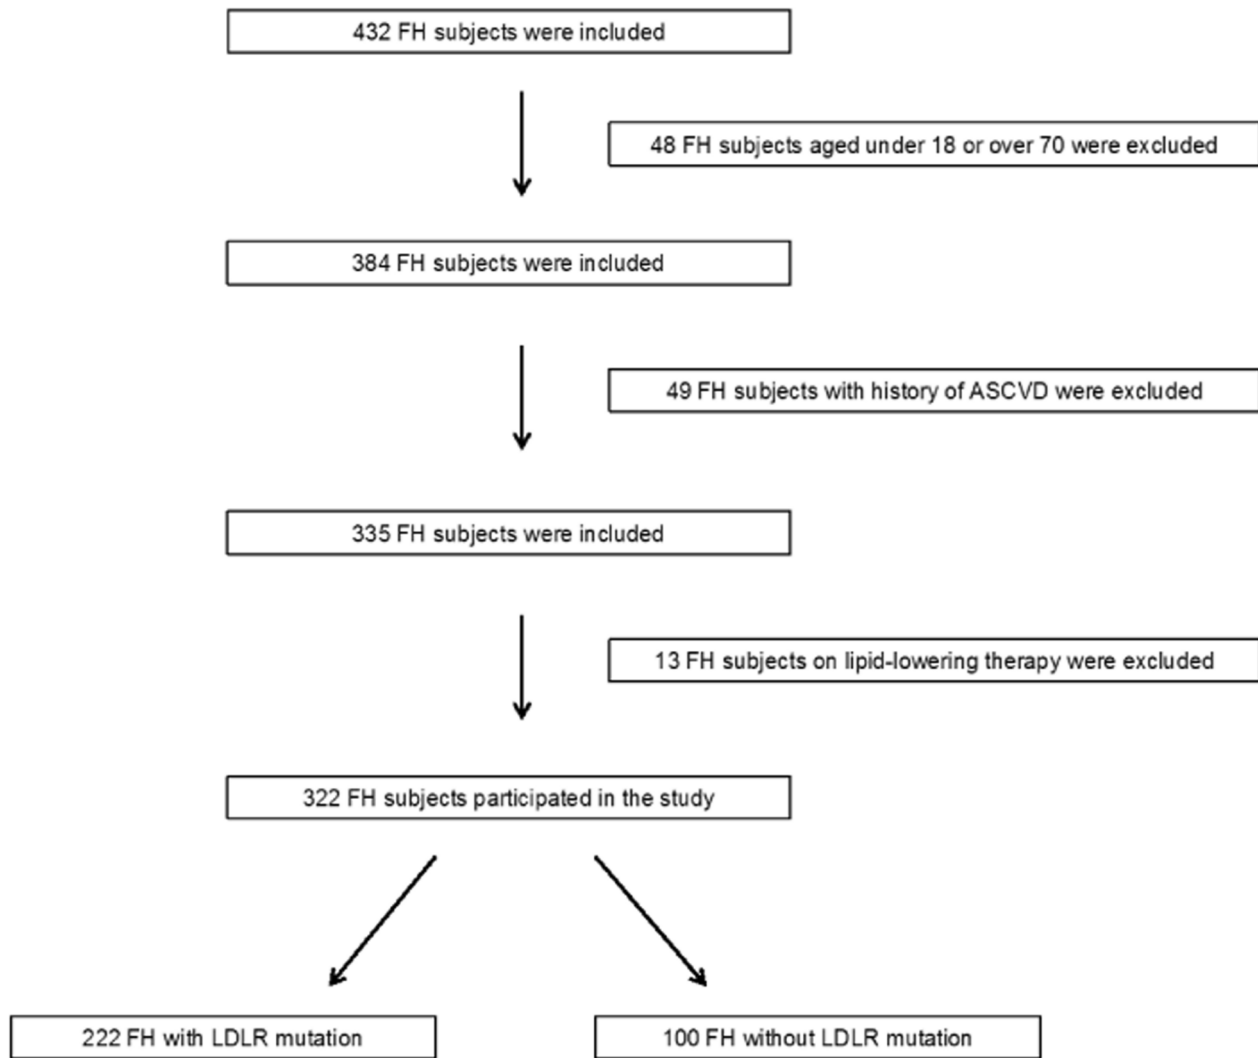 432 FH subjects were included
48 FH subjects aged under 18 or over 70 were excluded
384 FH subjects were included
49 FH subjects with history of ASCVD were excluded
335 FH subjects were included
13 FH subjects on lipid-lowering therapy were excluded
322 FH subjects participated in the study
222 FH with LDLR mutation
100 FH without LDLR mutation